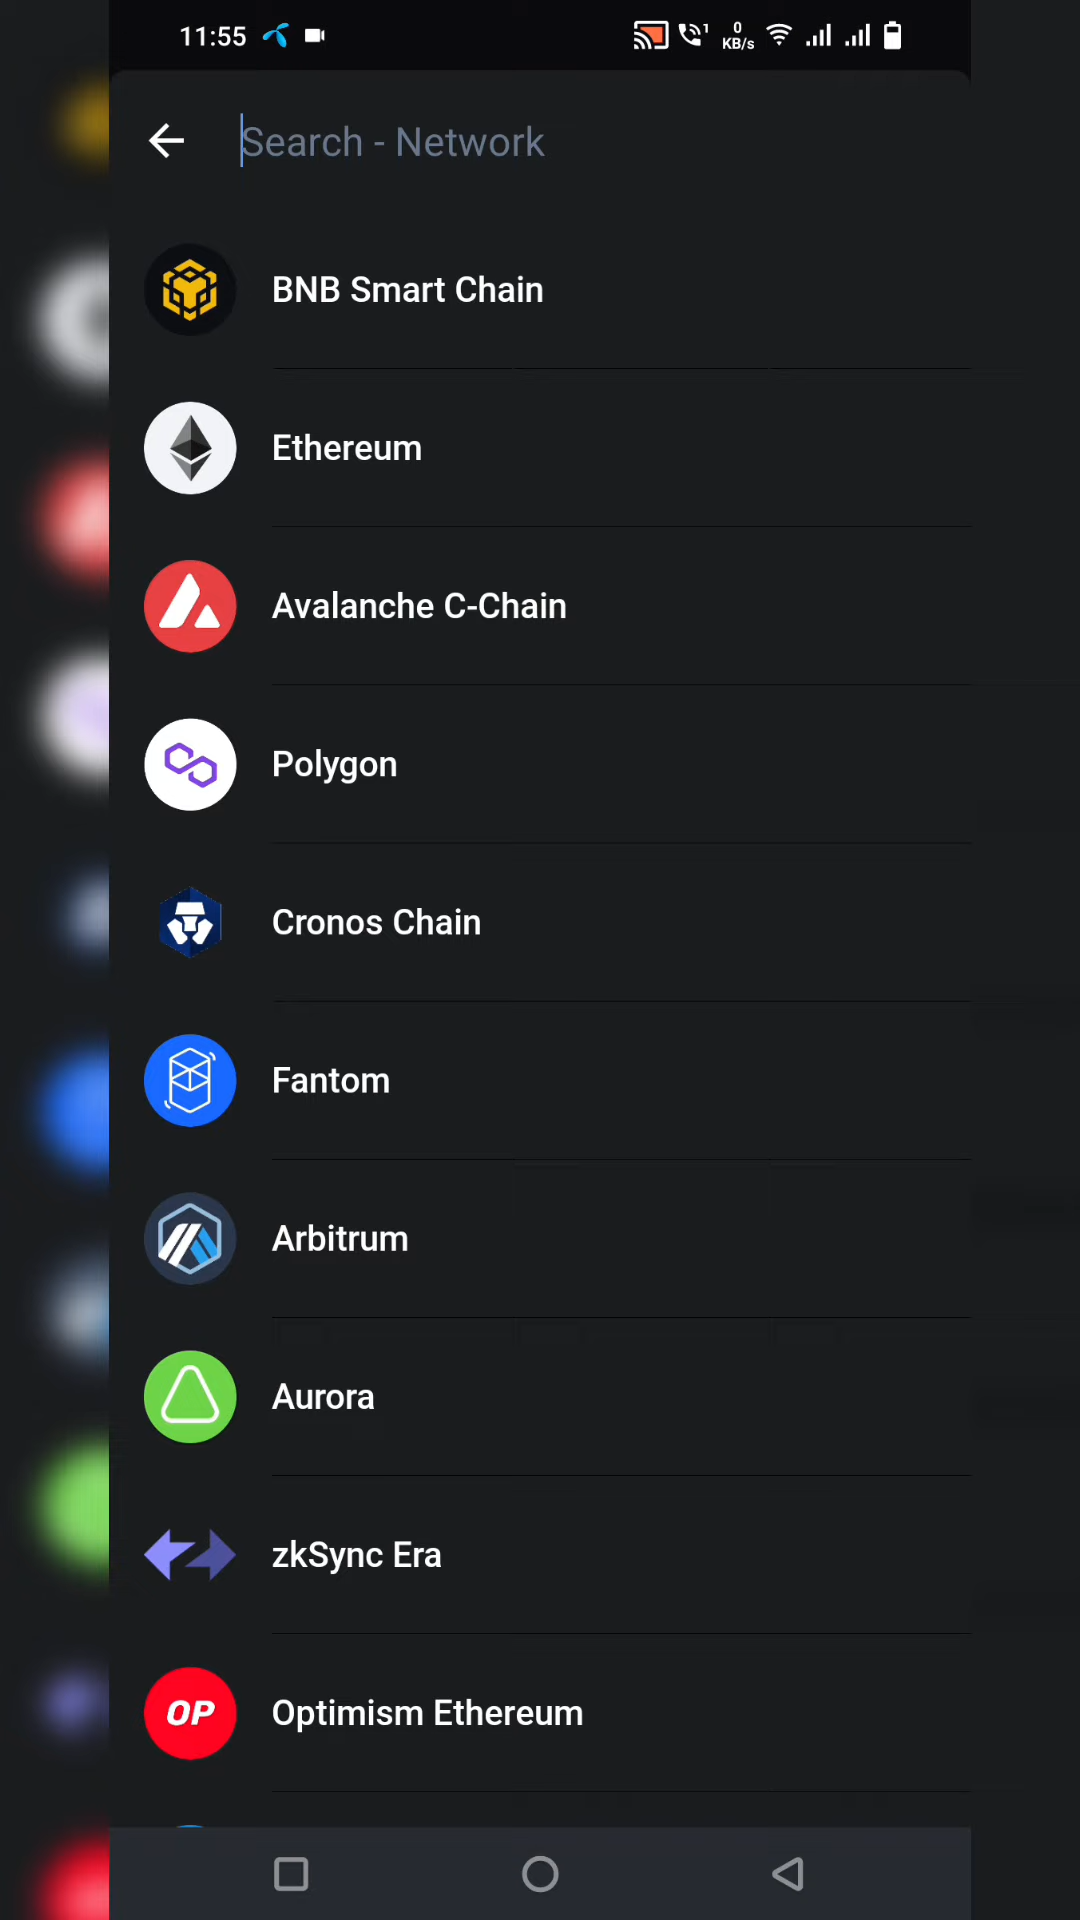 11:55
1
0
KB/s
Search - Network
BNB Smart Chain
Ethereum
Avalanche C-Chain
Polygon
Cronos Chain
Fantom
Arbitrum
Aurora
zkSync Era
OP
Optimism Ethereum